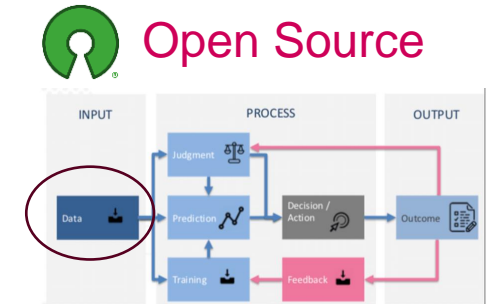 Open Source
INPUT
PROCESS
OUTPUT
Judgment
Data
Prediction
Decision /
Action
Outcome
Training
Feedback